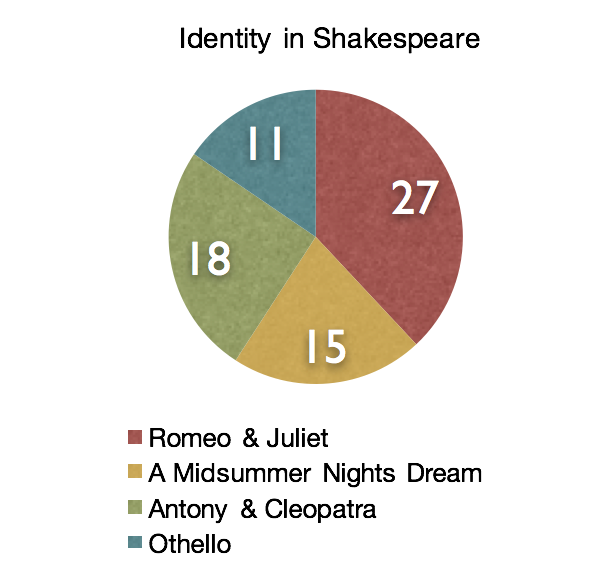 Identity in Shakespeare
11
27
18
15
Romeo & Juliet
A Midsummer Nights Dream
Antony & Cleopatra
Othello